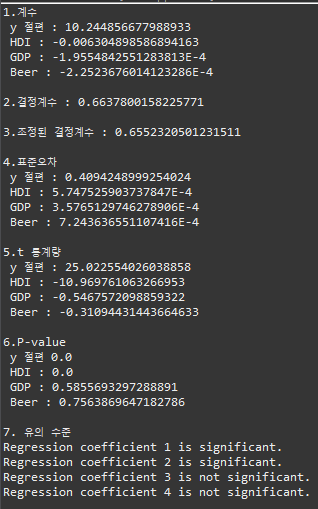 1.계수
y 절편 : 10.244856677988933
HDI : -0.006304898586894163
GDP : -1.9554842551283813E-4
Beer : -2.2523676014123286E-4
2.결정계수 : 0.6637800158225771
3.조정된 결정계수 : 0.6552320501231511
4.표준오차
y 절편 : 0.4094248999254024
HDI : 5.747525903737847E-4
GDP : 3.5765129746278906E-4
Beer : 7.243636551107416E-4
5.t 통계량
y 절편 : 25.022554026038858
HDI : -10.969761063266953
GDP : -0.5467572098859322
Beer : -0.31094431443664633
6.P-value
y 절편 0.0
HDI : 0.0
GDP : 0.5855693297288891
Beer : 0.7563869647182786
7. 유의 수준
Regression coefficient 1 is significant.
Regression coefficient 2 is significant.
Regression coefficient 3 is not significant.
Regression coefficient 4 is not significant.